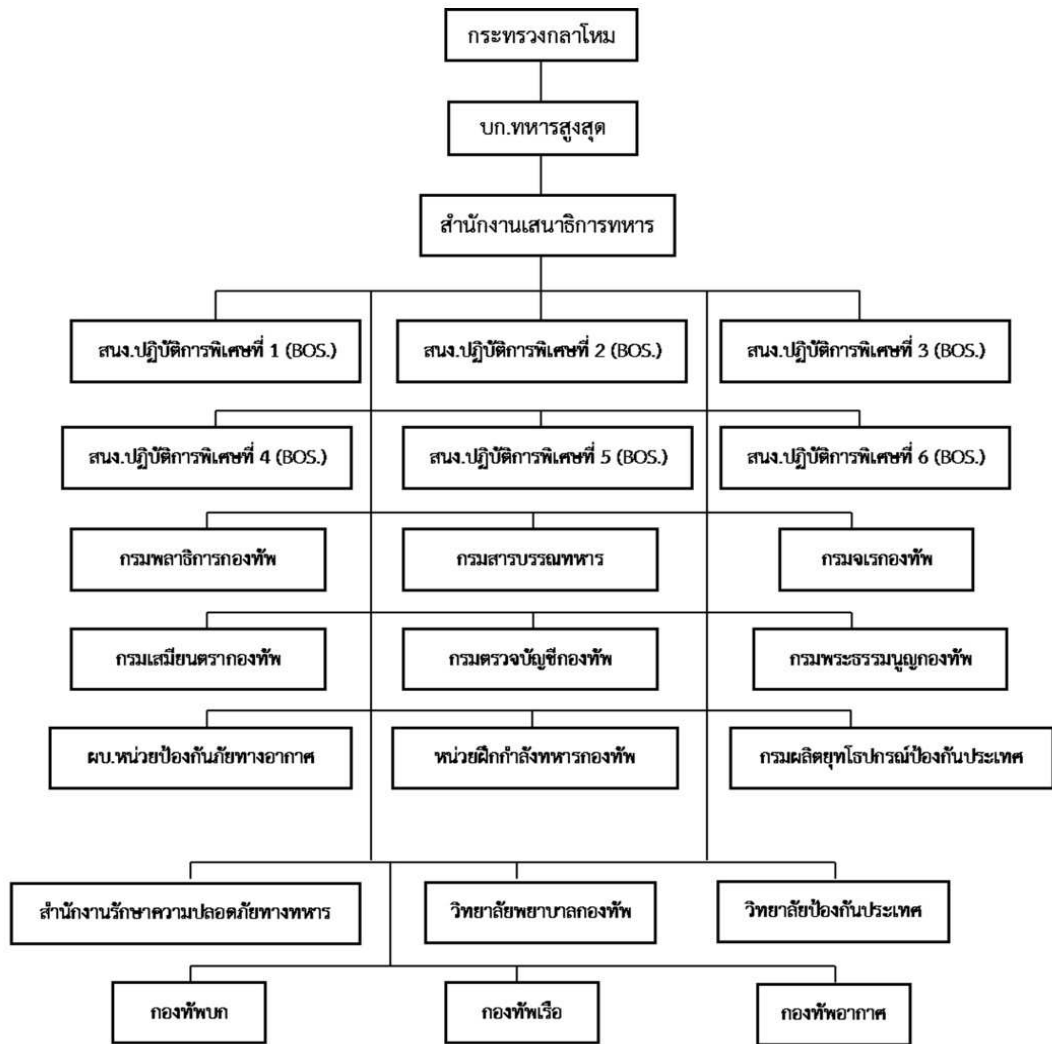 กระทรวงกลาโหม
บก.ทหารสูงสุด
สำนักงานเสนาธิการทหาร
สนง.ปฏิบัติการพิเศษที่ 1 (BOS.)
สนง.ปฏิบัติการพิเศษที่ 2 (BOS.)
สนง.ปฏิบัติการพิเศษที่ 3 (BOS.)
สนง.ปฏิบัติการพิเศษที่ 4 (BOS.)
สนง.ปฏิบัติการพิเศษที่ 5 (BOS.)
สนง.ปฏิบัติการพิเศษที่ 6 (BOS.)
กรมพลาธิการกองทัพ
กรมสารบรรณทหาร
กรมจเรกองทัพ
กรมเสมียนตรากองทัพ
กรมตรวจบัญชีกองทัพ
กรมพระธรรมนูญกองทัพ
ผบ.หน่วยป้องกันภัยทางอากาศ
หน่วยฝึกกำลังทหารกองทัพ
กรมผลิตยุทโธปกรณ์ป้องกันประเทศ
สำนักงานรักษาความปลอดภัยทางทหาร
วิทยาลัยพยาบาลกองทัพ
วิทยาลัยป้องกันประเทศ
กองทัพบก
กองทัพเรือ
กองทัพอากาศ